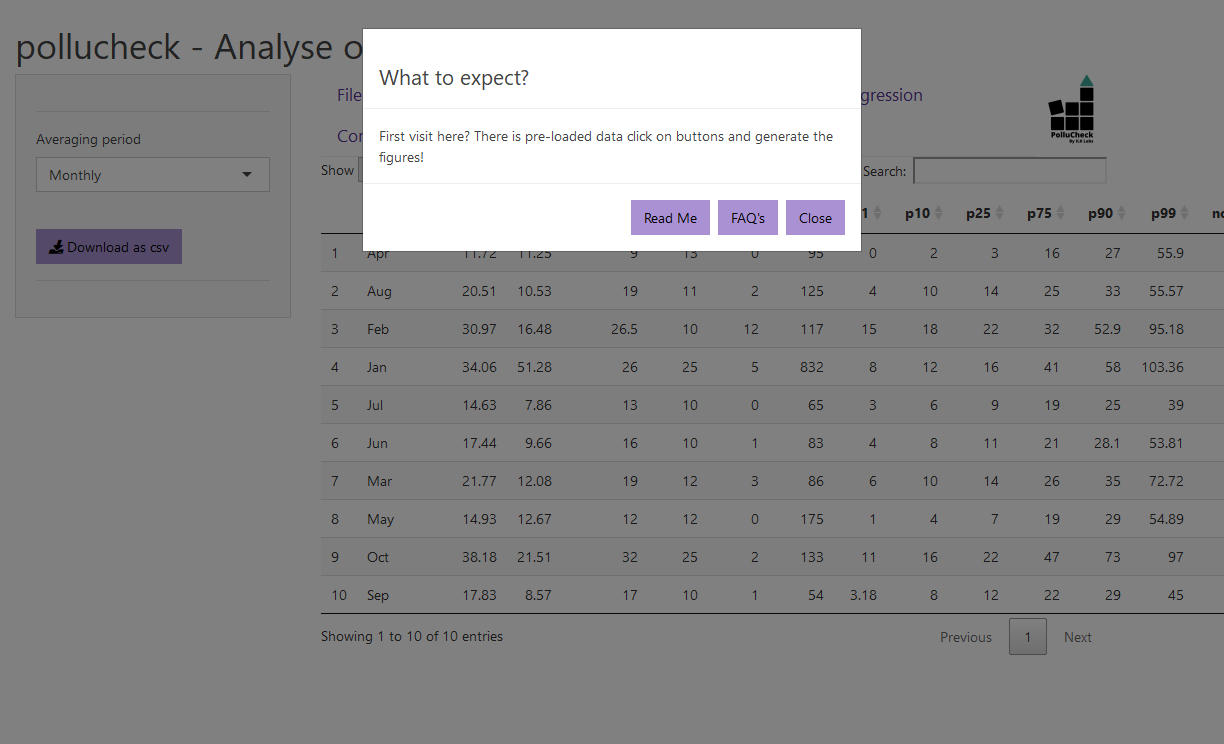 pollucheck - Analyse o
What to expect?
First visit here? There is pre-loaded data click on buttons and generate the
figures!
Read Me FAQ's Close
File
gression
Averaging period
Monthly
Download as csv
PolluCheck
By ILK Labs
Show
Search:
1 p10 p25 p75 p90 p99
1 Apr 11.72 11.25 9 13 0 95 0 2 3 16 27 55.9
2 Aug 20.51 10.53 19 11 2 125 4 10 14 25 33 55.57
3 Feb 30.97 16.48 26.5 10 12 117 15 18 22 32 52.9 95.18
4 Jan 34.06 51.28 26 25 5 832 8 12 16 41 58 103.36
5 Jul 14.63 7.86 13 10 0 65 3 6 9 19 25 39
6 Jun 17.44 9.66 16 10 1 83 4 8 11 21 28.1 53.81
7 Mar 21.77 12.08 19 12 3 86 6 10 14 26 35 72.72
8 May 14.93 12.67 12 12 0 175 1 4 7 19 29 54.89
9 Oct 38.18 21.51 32 25 2 133 11 16 22 47 73 97
10 Sep 17.83 8.57 17 10 1 54 3.18 8 12 22 29 45
Showing 1 to 10 of 10 entries
Previous 1 Next